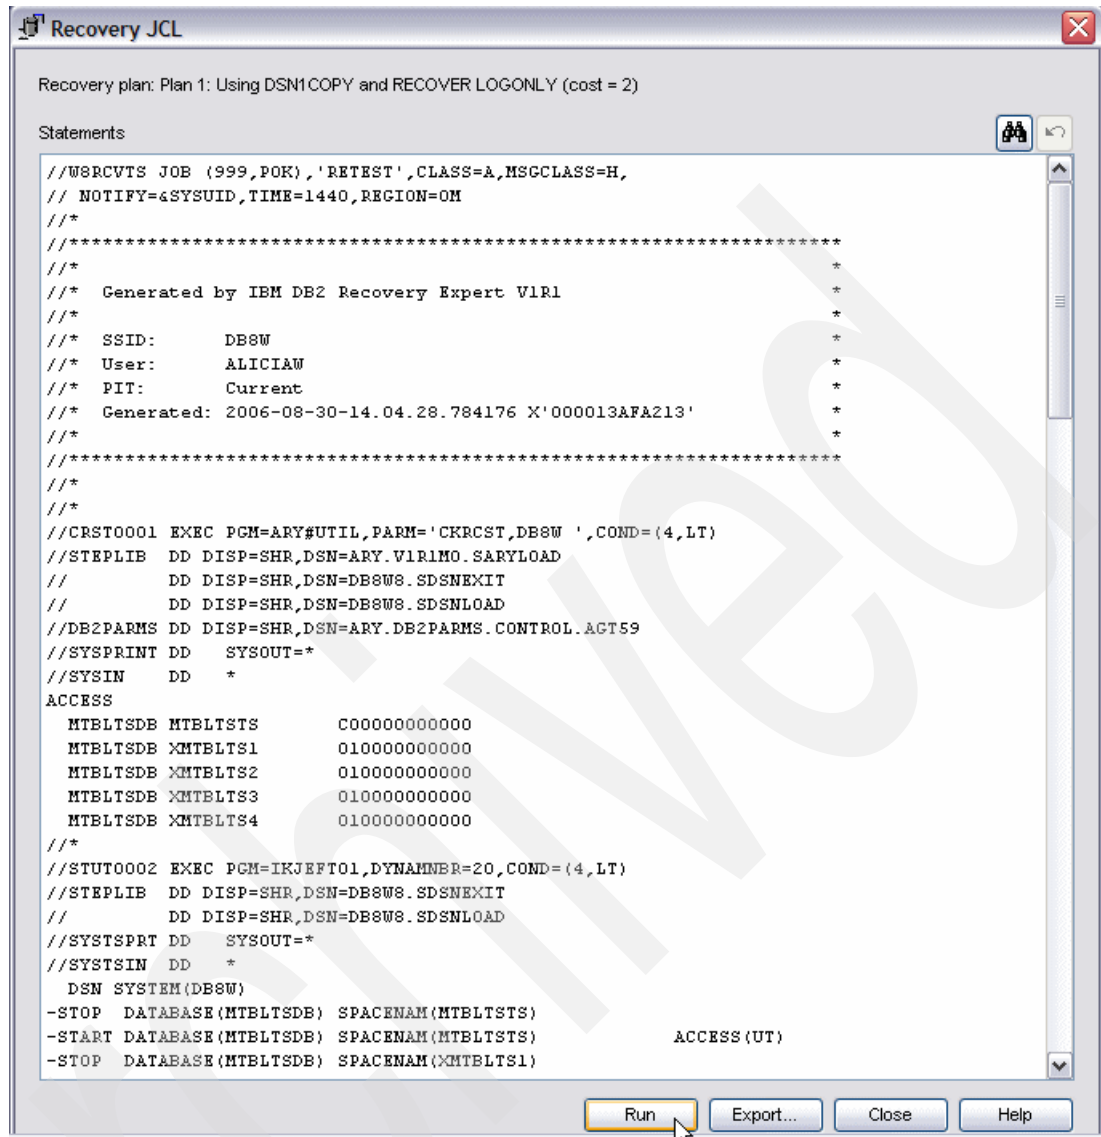 Recovery JCL
Recovery plan: Plan 1: Using DSN1COPY and RECOVER LOGONLY (cost = 2)
Statements
//W8RCVTS JOB (999,POK),'RETEST',CLASS=A,MSGCLASS=H,
// NOTIFY=&SYSUID,TIME=1440,REGION=0M
//*
//*********************************************************************
//*                                                                   *
//*  Generated by IBM DB2 Recovery Expert V1R1                        *
//*                                                                   *
//*  SSID:      DB8W                                                  *
//*  User:      ALICIAW                                               *
//*  PIT:       Current                                               *
//*  Generated: 2006-08-30-14.04.28.784176 X'000013AFA213'            *
//*                                                                   *
//*********************************************************************
//*
//*
//CRST0001 EXEC PGM=ARY#UTIL,PARM='CKRCST,DB8W ',COND=(4,LT)
//STEPLIB  DD DISP=SHR,DSN=ARY.V1R1M0.SARYLOAD
//         DD DISP=SHR,DSN=DB8W8.SDSNEXIT
//         DD DISP=SHR,DSN=DB8W8.SDSNLOAD
//DB2PARMS DD DISP=SHR,DSN=ARY.DB2PARMS.CONTROL.AGT59
//SYSPRINT DD   SYSOUT=*
//SYSIN    DD   *
ACCESS
  MTBLTSDB MTBLTSTS       C00000000000
  MTBLTSDB XMTBLTS1       010000000000
  MTBLTSDB XMTBLTS2       010000000000
  MTBLTSDB XMTBLTS3       010000000000
  MTBLTSDB XMTBLTS4       010000000000
//*
//STUT0002 EXEC PGM=IKJEFT01,DYNAMNBR=20,COND=(4,LT)
//STEPLIB  DD DISP=SHR,DSN=DB8W8.SDSNEXIT
//         DD DISP=SHR,DSN=DB8W8.SDSNLOAD
//SYSTSPRT DD   SYSOUT=*
//SYSTSIN  DD   *
  DSN SYSTEM(DB8W)
-STOP  DATABASE(MTBLTSDB) SPACENAM(MTBLTSTS)
-START DATABASE(MTBLTSDB) SPACENAM(MTBLTSTS)            ACCESS(UT)
-STOP  DATABASE(MTBLTSDB) SPACENAM(XMTBLTS1)
Run Export... Close Help